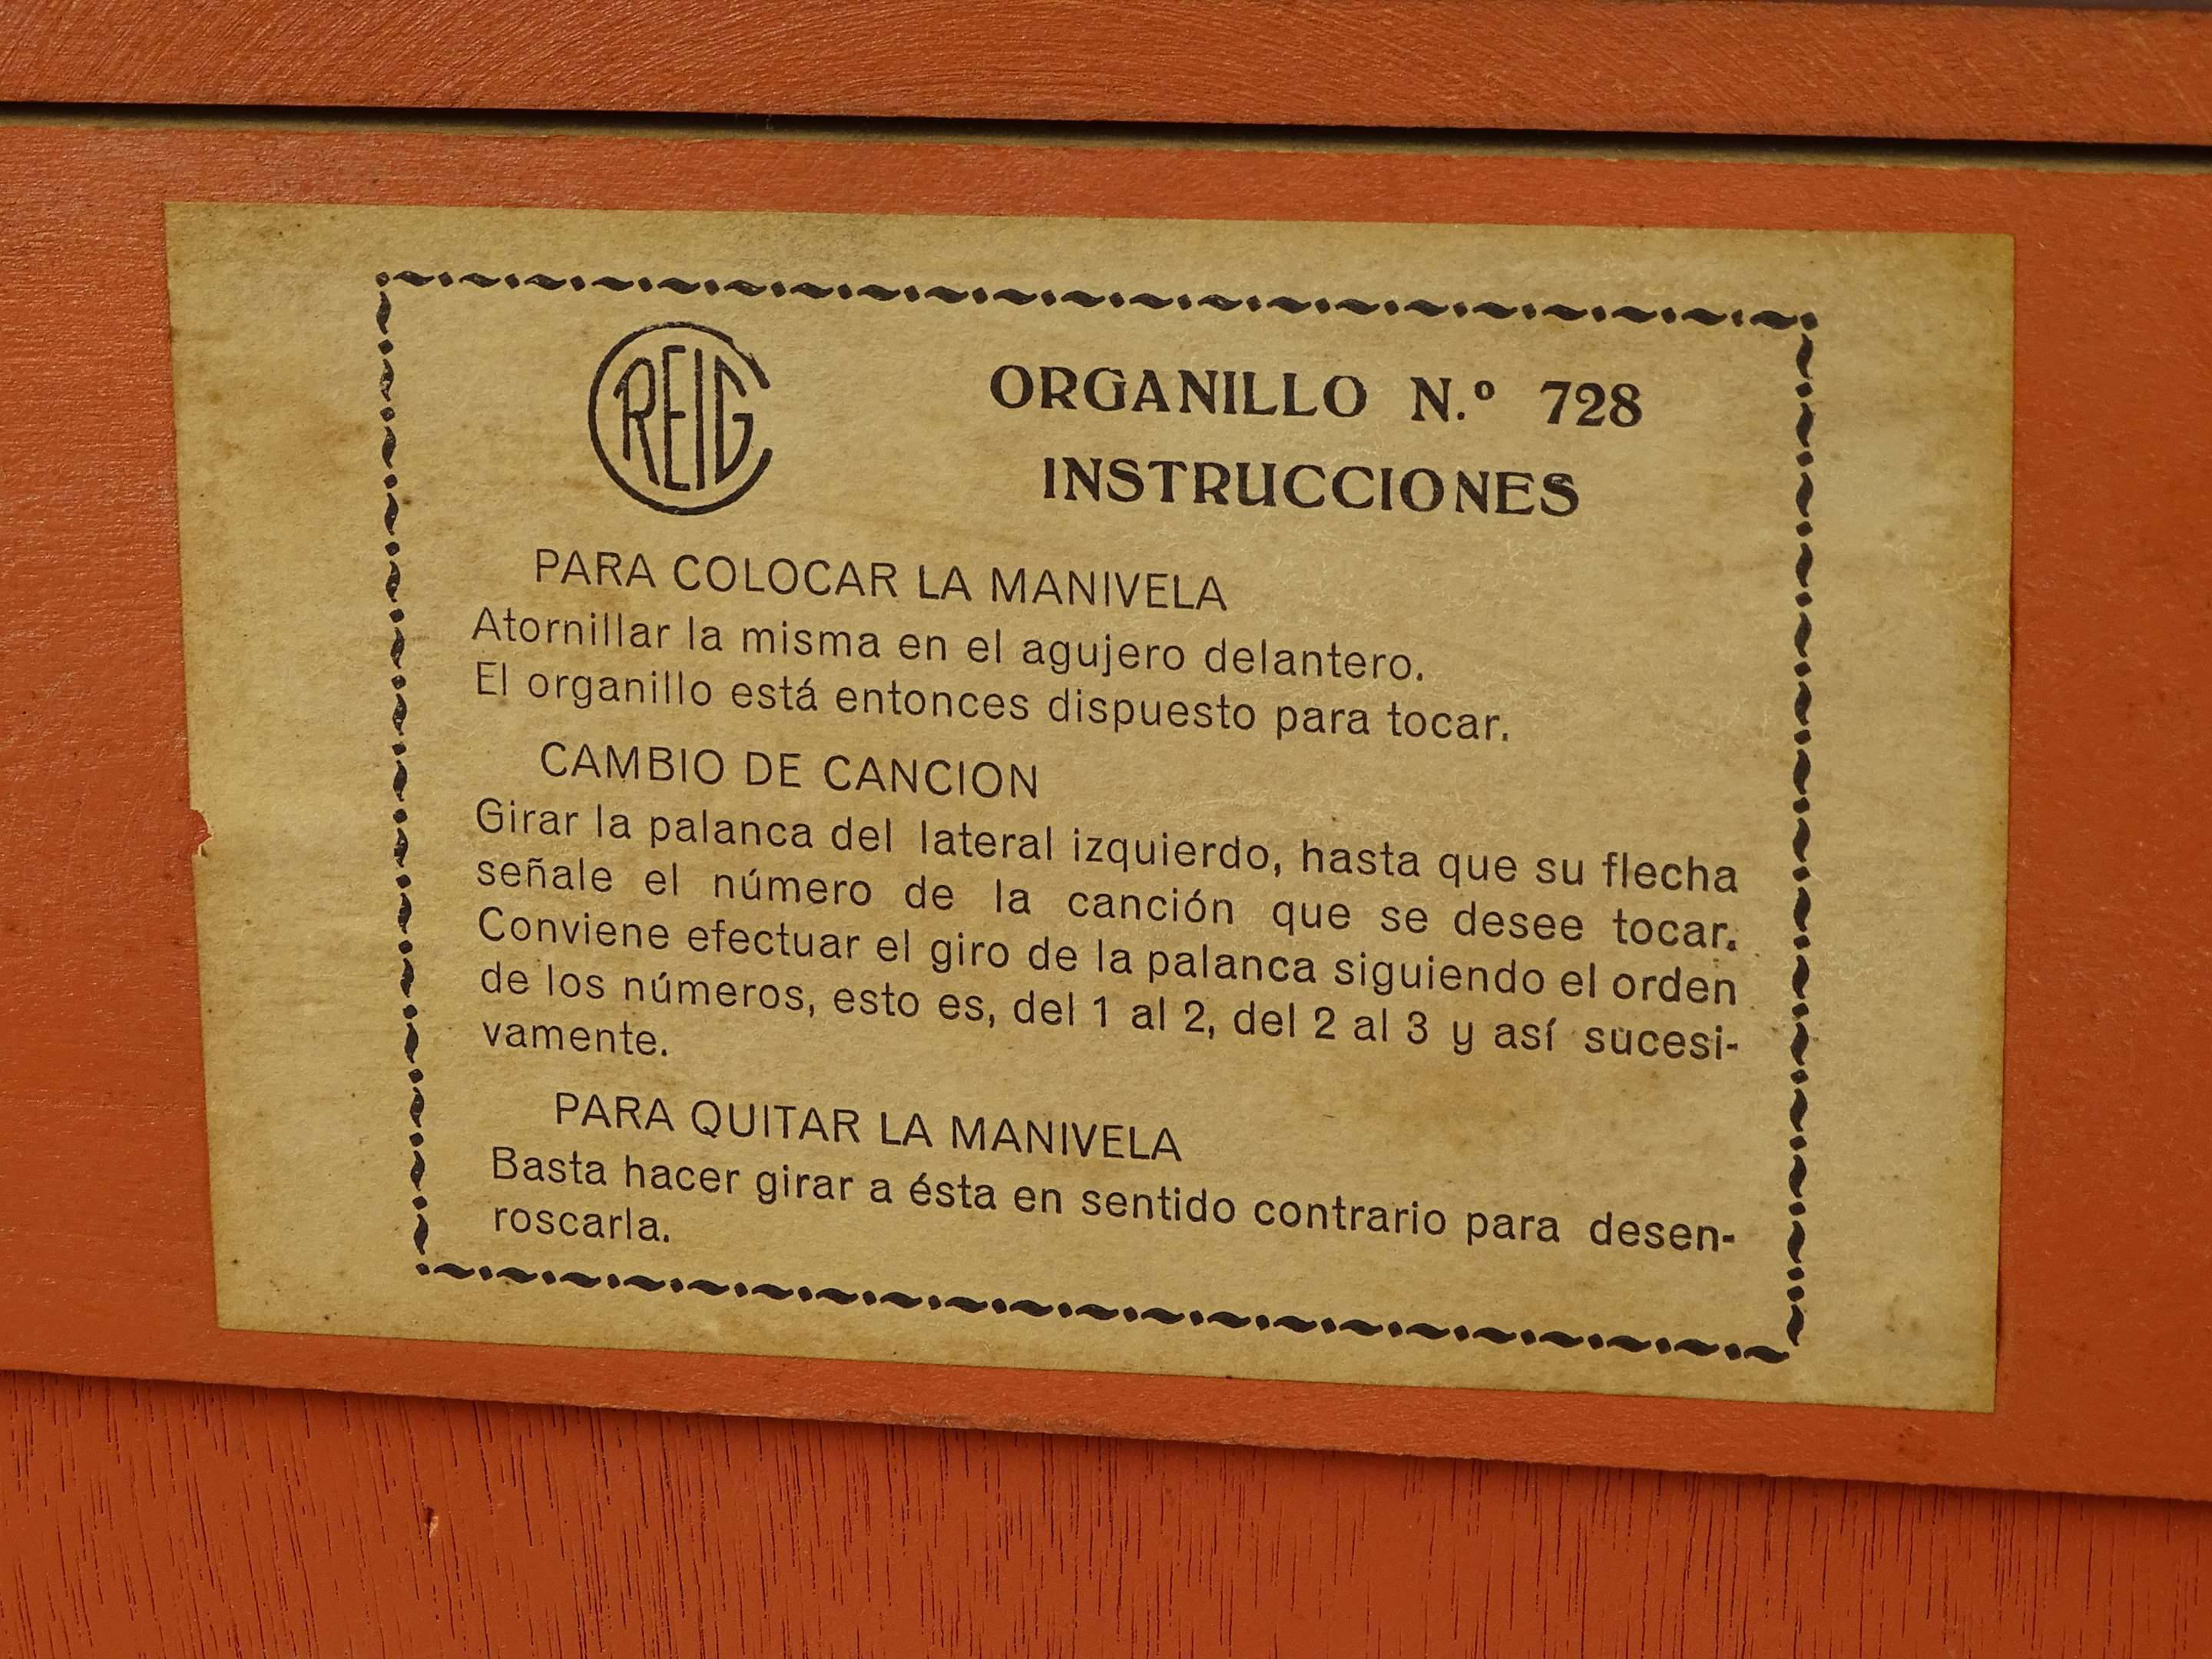 REIG
ORGANILLO N.º 728
INSTRUCCIONES
PARA COLOCAR LA MANIVELA
Atornillar la misma en el agujero delantero.
El organillo está entonces dispuesto para tocar.
CAMBIO DE CANCION
Girar la palanca del lateral izquierdo, hasta que su flecha
señale el número de la canción que se desee tocar.
Conviene efectuar el giro de la palanca siguiendo el orden
de los números, esto es, del 1 al 2, del 2 al 3 y así sucesi-
vamente.
PARA QUITAR LA MANIVELA
Basta hacer girar a ésta en sentido contrario para desen-
roscarla.